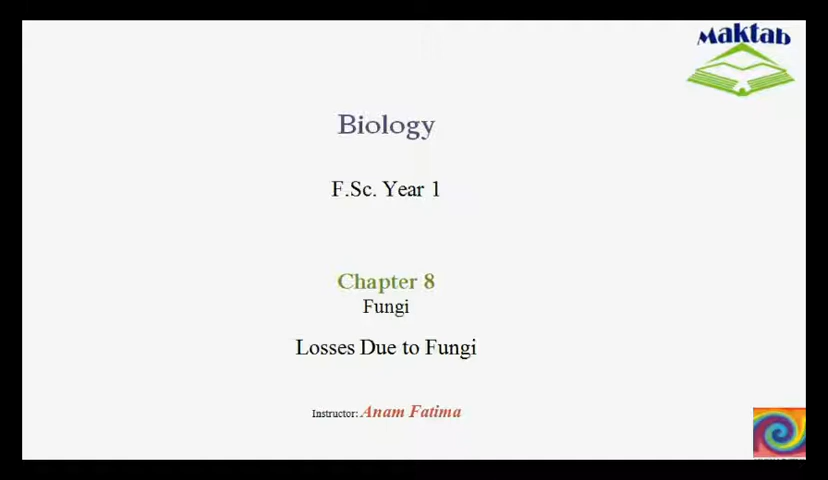 Maktab
Biology
F.Sc. Year 1
Chapter 8
Fungi
Losses Due to Fungi
Instructor: Anam Fatima